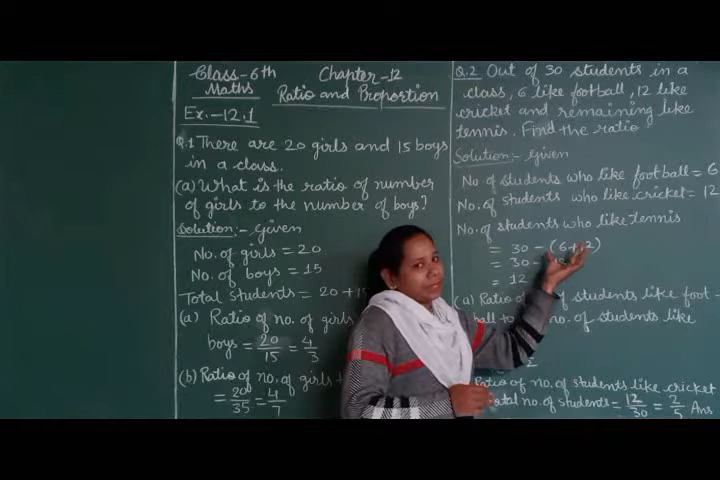 Class-6th
Maths
Chapter-12
Ratio and Proportion
Ex.-12.1
Q.1 There are 20 girls and 15 boys
in a class.
(a) What is the ratio of number
of girls to the number of boys?
Solution:- Given
No. of girls = 20
No. of boys = 15
Total students = 20+15
(a) Ratio of no. of girls
boys = 20/15 = 4/3
(b) Ratio of no. of girls
= 20/35 = 4/7
Q.2 Out of 30 students in a
class, 6 like football, 12 like
cricket and remaining like
tennis. Find the ratio
Solution:- Given
No of students who like football = 6
No. of students who like cricket = 12
No. of students who like tennis
= 30 - (6+12)
= 30 -
= 12
(a) Ratio of students like foot-
ball to no. of students like
2
Ratio of no. of students like cricket
total no. of students = 12/30 = 2/5 Ans